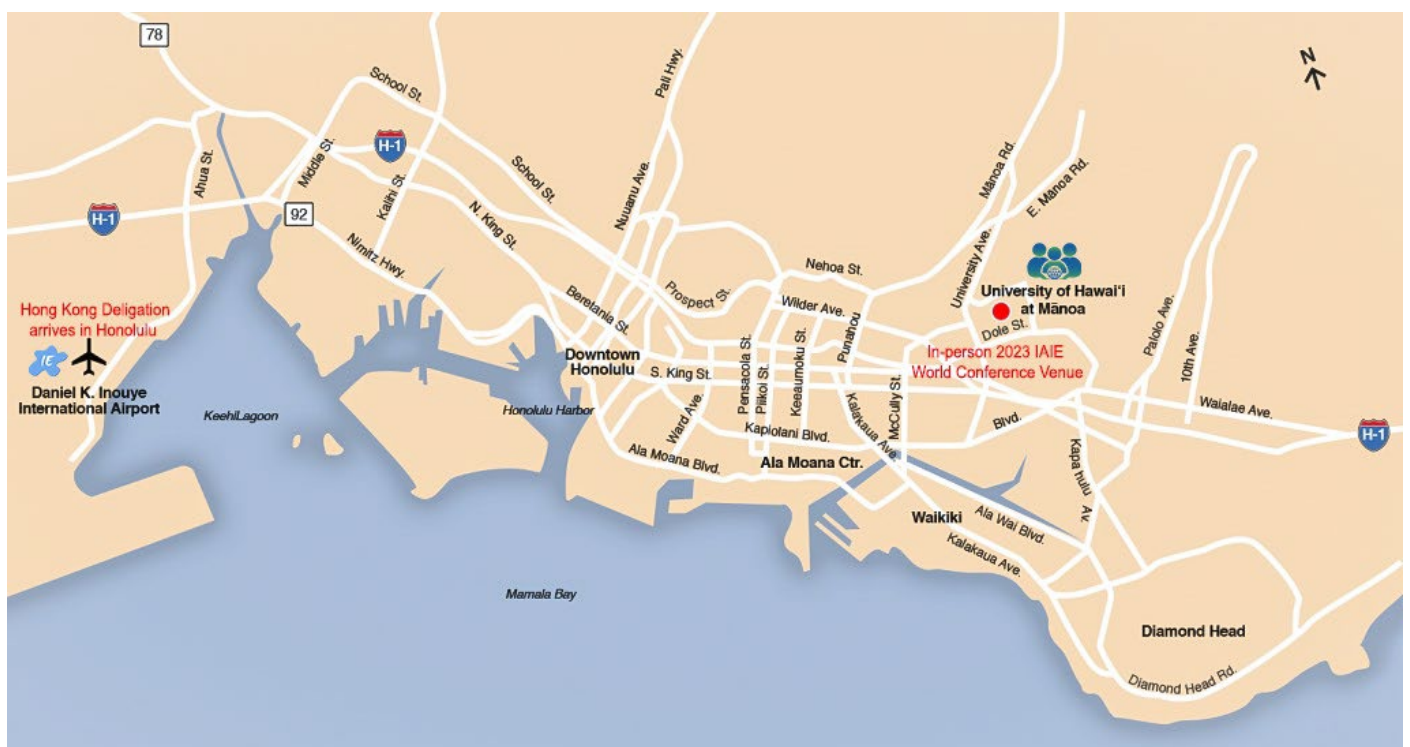 78
N
School St.
Pali Hwy.
H-1
Middle St.
Ahua St.
Kalihi St.
School St.
Nuuanu Ave.
Mānoa Rd.
E. Mānoa Rd.
H-1
92
N. King St.
Nimitz Hwy.
University Ave.
Nehoa St.
Prospect St.
Wilder Ave.
University of Hawai'i
at Mānoa
Hong Kong Deligation
arrives in Honolulu
IE
Daniel K. Inouye
International Airport
Beretania St.
Dole St.
Palolo Ave.
10th Ave.
Punahou
In-person 2023 IAIE
World Conference Venue
Downtown
Honolulu
S. King St.
Pensacola St.
Piikoi St.
Keeaumoku St.
KeehiLagoon
Honolulu Harbor
Ward Ave.
Kalakaua Ave.
McCully St.
Blvd.
Waialae Ave.
H-1
Kapiolani Blvd.
Ala Moana Blvd.
Ala Moana Ctr.
Kapa hulu Av.
Waikiki
Ala Wai Blvd.
Kalakaua Ave.
Mamala Bay
Diamond Head
Diamond Head Rd.